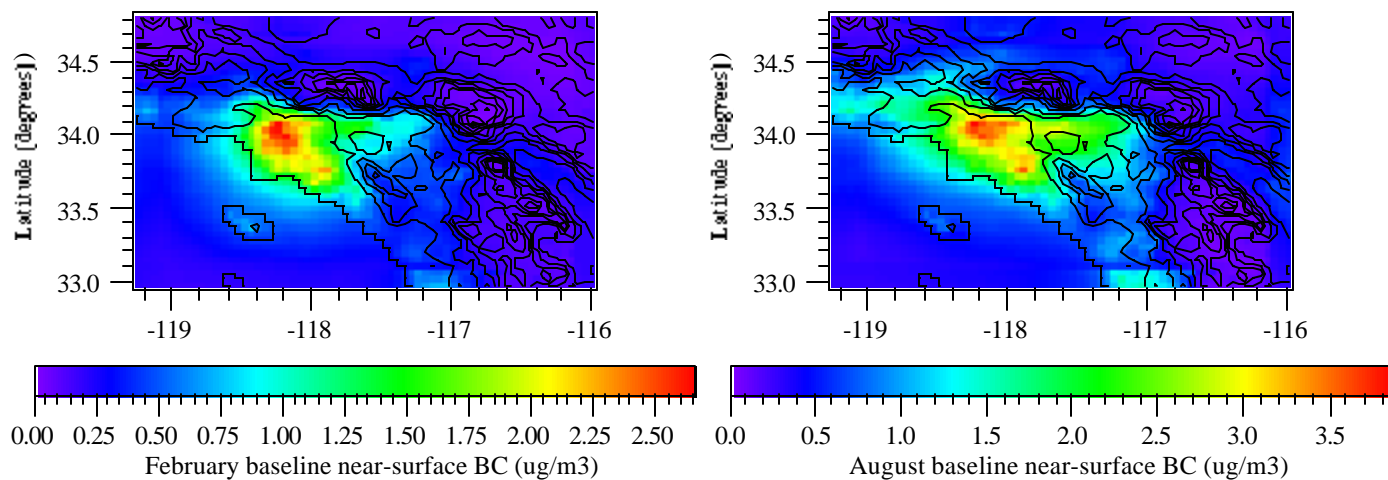 Latitude [degrees])
34.5
34.0
33.5
33.0
-119 -118 -117 -116
0.00 0.25 0.50 0.75 1.00 1.25 1.50 1.75 2.00 2.25 2.50
February baseline near-surface BC (ug/m3)
Latitude [degrees])
34.5
34.0
33.5
33.0
-119 -118 -117 -116
0.0 0.5 1.0 1.5 2.0 2.5 3.0 3.5
August baseline near-surface BC (ug/m3)